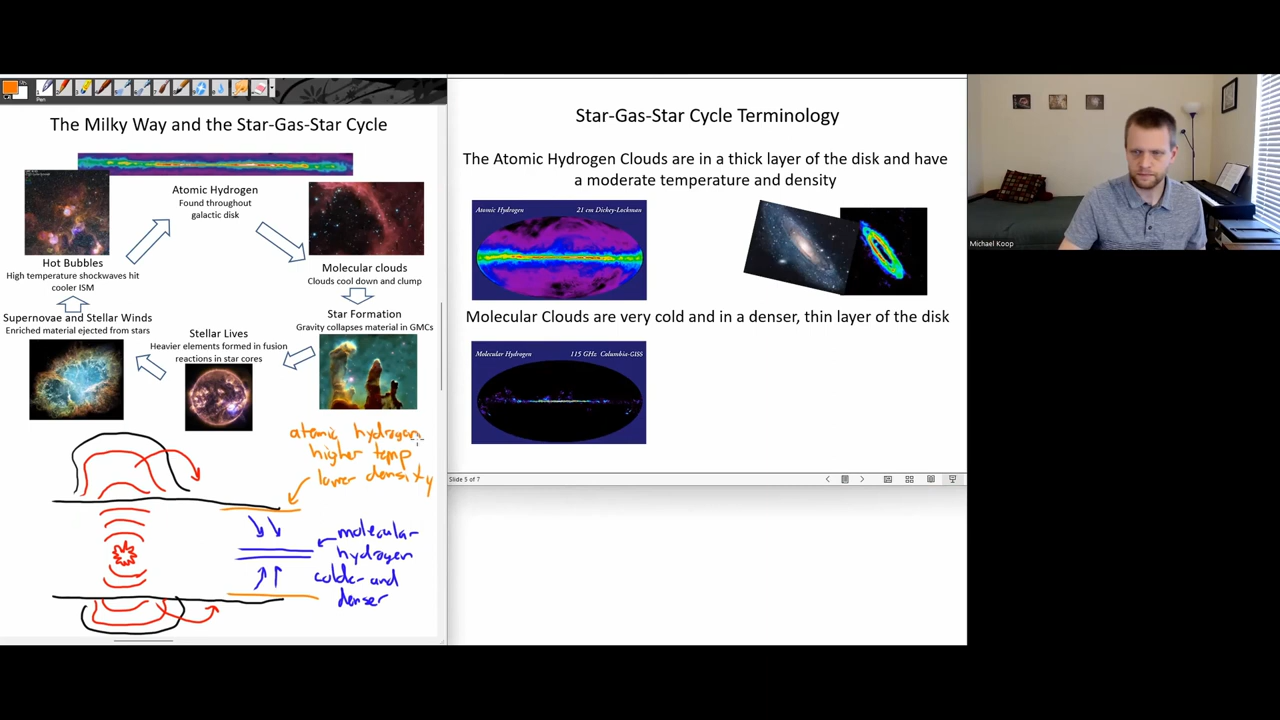 The Milky Way and the Star-Gas-Star Cycle
Atomic Hydrogen
Found throughout
galactic disk
Molecular clouds
Clouds cool down and clump
Star Formation
Gravity collapses material in GMCs
Stellar Lives
Heavier elements formed in fusion
reactions in star cores
Supernovae and Stellar Winds
Enriched material ejected from stars
Hot Bubbles
High temperature shockwaves hit
cooler ISM
atomic hydrogen
higher temp
lower density
molecular
hydrogen
colder and
denser
Pen
Star-Gas-Star Cycle Terminology
The Atomic Hydrogen Clouds are in a thick layer of the disk and have
a moderate temperature and density
Atomic Hydrogen 21 cm Dickey-Lockman
Molecular Clouds are very cold and in a denser, thin layer of the disk
Molecular Hydrogen 115 GHz Columbia-GISS
Slide 5 of 7
Michael Koop